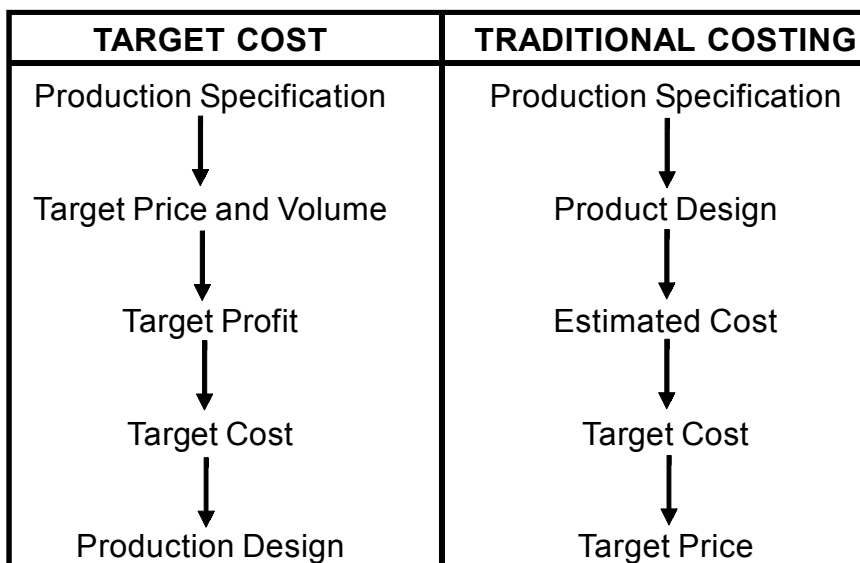 TARGET COST
TRADITIONAL COSTING
Production Specification
Production Specification
Target Price and Volume
Product Design
Target Profit
Estimated Cost
Target Cost
Target Cost
Production Design
Target Price